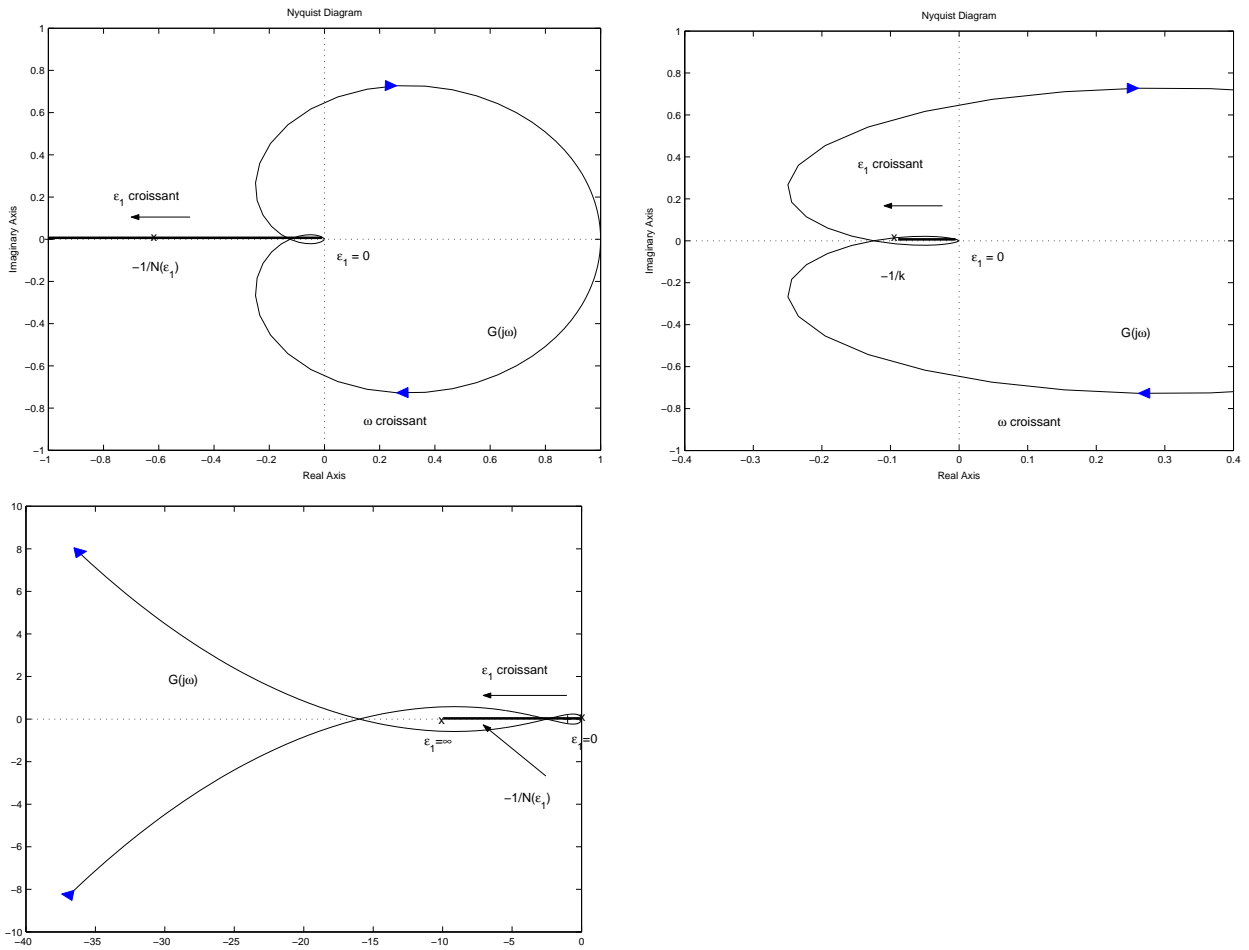 Nyquist Diagram
1
0.8
0.6
0.4
0.2
0
−0.2
−0.4
−0.6
−0.8
−1
Imaginary Axis
ε1 croissant
−1/N(ε1)
ε1 = 0
G(jω)
ω croissant
−1 −0.8 −0.6 −0.4 −0.2 0 0.2 0.4 0.6 0.8 1
Real Axis
Nyquist Diagram
1
0.8
0.6
0.4
0.2
0
−0.2
−0.4
−0.6
−0.8
−1
Imaginary Axis
ε1 croissant
ε1 = 0
−1/k
G(jω)
ω croissant
−0.4 −0.3 −0.2 −0.1 0 0.1 0.2 0.3 0.4
Real Axis
10
8
6
4
2
0
−2
−4
−6
−8
−10
G(jω)
ε1 croissant
ε1=∞
ε1=0
−1/N(ε1)
−40 −35 −30 −25 −20 −15 −10 −5 0